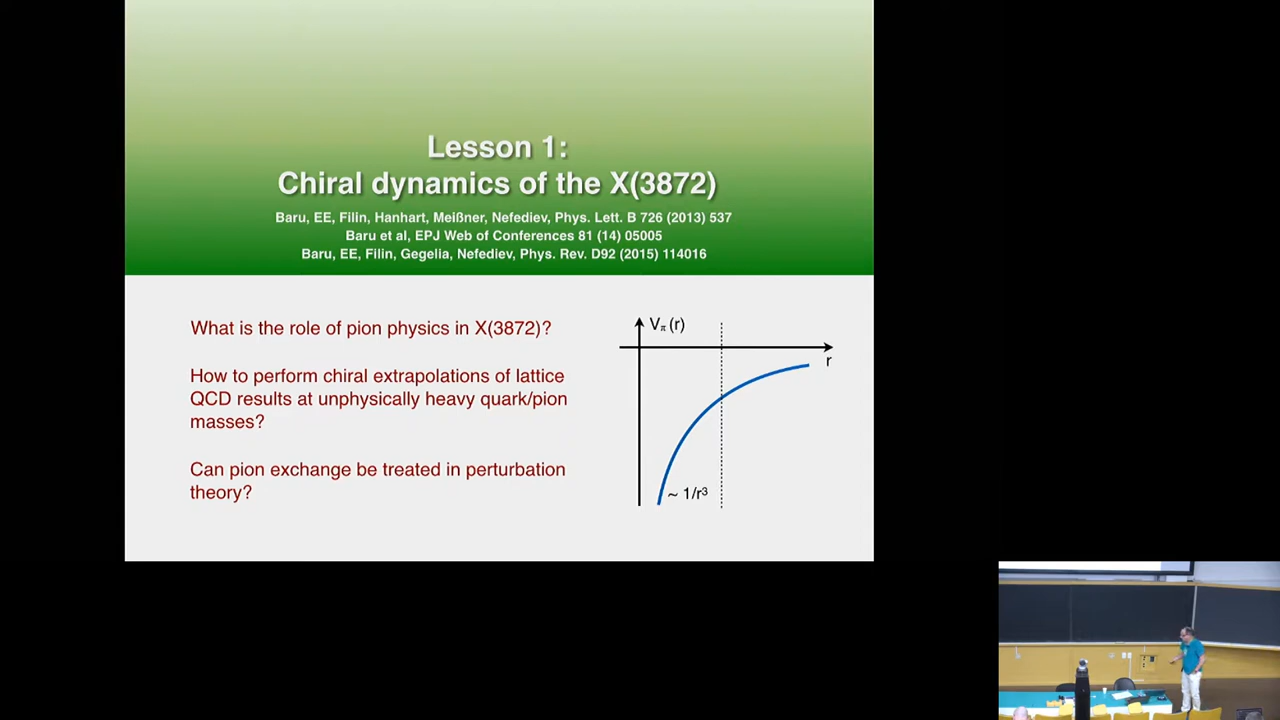 Lesson 1:
Chiral dynamics of the X(3872)
Baru, EE, Filin, Hanhart, Meißner, Nefediev, Phys. Lett. B 726 (2013) 537
Baru et al, EPJ Web of Conferences 81 (14) 05005
Baru, EE, Filin, Gegelia, Nefediev, Phys. Rev. D92 (2015) 114016
What is the role of pion physics in X(3872)?
How to perform chiral extrapolations of lattice
QCD results at unphysically heavy quark/pion
masses?
Can pion exchange be treated in perturbation
theory?
Vπ (r)
r
~ 1/r³